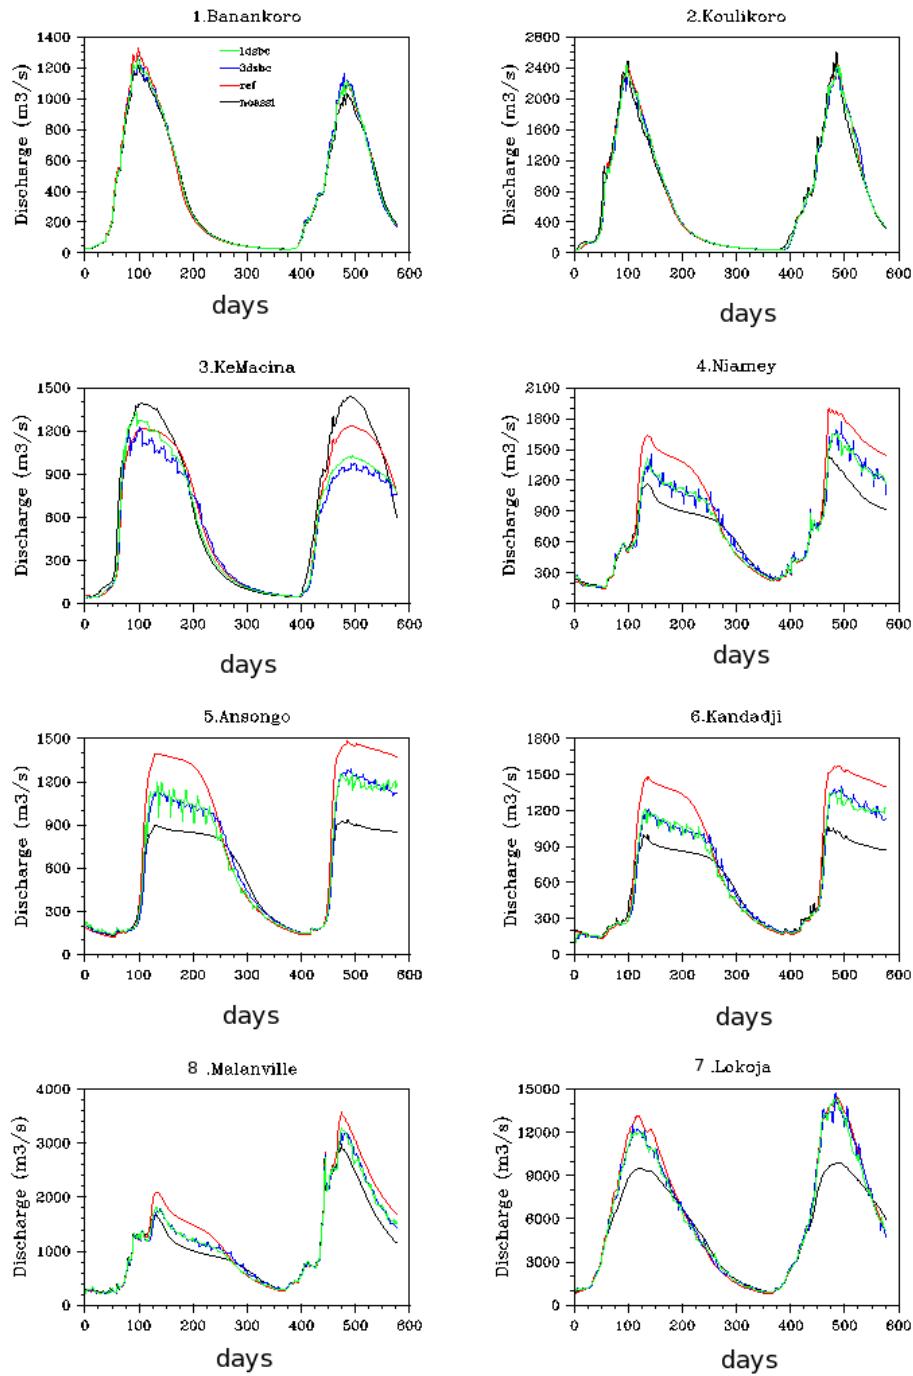 1.Banankoro
1400
1200
1000
800
600
400
200
0
Discharge (m3/s)
1dsbc
3dsbc
ref
noassi
0 100 200 300 400 500 600
days
2.Koulikoro
2800
2400
2000
1600
1200
800
400
0
Discharge (m3/s)
0 100 200 300 400 500 600
days
3.KeMacina
1500
1200
900
600
300
0
Discharge (m3/s)
0 100 200 300 400 500 600
days
4.Niamey
2100
1800
1500
1200
900
600
300
0
Discharge (m3/s)
0 100 200 300 400 500 600
days
5.Ansongo
1500
1200
900
600
300
0
Discharge (m3/s)
0 100 200 300 400 500 600
days
6.Kandadji
1800
1500
1200
900
600
300
0
Discharge (m3/s)
0 100 200 300 400 500 600
days
8 .Malanville
4000
3000
2000
1000
0
Discharge (m3/s)
0 100 200 300 400 500 600
days
7 .Lokoja
15000
12000
9000
6000
3000
0
Discharge (m3/s)
0 100 200 300 400 500 600
days